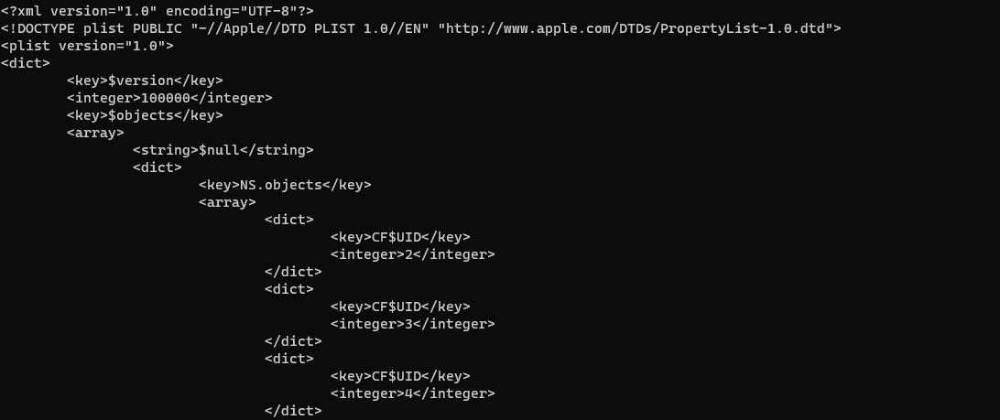 <?xml version="1.0" encoding="UTF-8"?>
<!DOCTYPE plist PUBLIC "-//Apple//DTD PLIST 1.0//EN" "http://www.apple.com/DTDs/PropertyList-1.0.dtd">
<plist version="1.0">
<dict>
	<key>$version</key>
	<integer>100000</integer>
	<key>$objects</key>
	<array>
		<string>$null</string>
		<dict>
			<key>NS.objects</key>
			<array>
				<dict>
					<key>CF$UID</key>
					<integer>2</integer>
				</dict>
				<dict>
					<key>CF$UID</key>
					<integer>3</integer>
				</dict>
				<dict>
					<key>CF$UID</key>
					<integer>4</integer>
				</dict>